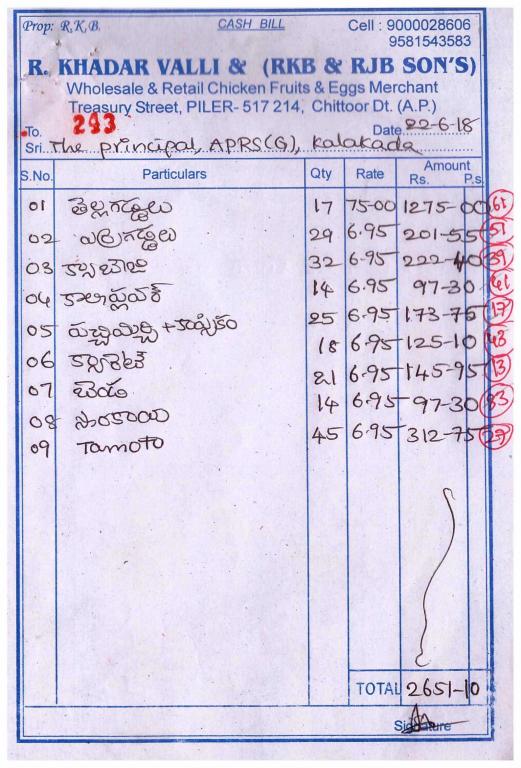 Prop: R.K.B. CASH BILL Cell : 9000028606
9581543583
R. KHADAR VALLI & (RKB & RJB SON'S)
Wholesale & Retail Chicken Fruits & Eggs Merchant
Treasury Street, PILER- 517 214, Chittoor Dt. (A.P.)
To. 293 Date 22-6-18
Sri. The principal, APRS(G), Kalakada
S.No. Particulars Qty Rate Amount
Rs. P.s.
01 తెల్లగడ్డలు 17 75-00 1275-00 61
02 ఎర్రగడ్డలు 29 6.95 201-55 51
03 క్యాబేజి 32 6.95 222-40 39
04 కాలీఫ్లవర్ 14 6.95 97-30 41
05 పచ్చిమిర్చి + కాప్సికం 25 6.95 173-75 17
06 క్యారెట్ 18 6.95 125-10 43
07 బెండ 21 6.95 145-95 13
08 సొరకాయ 14 6.95 97-30 83
09 Tamoto 45 6.95 312-75 27
TOTAL 2651-10
Signature